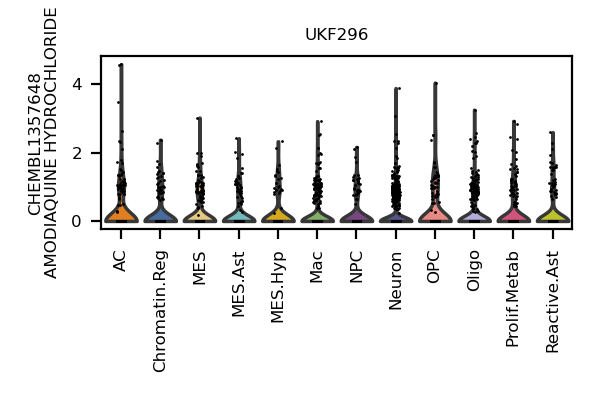 UKF296
CHEMBL1357648
AMODIAQUINE HYDROCHLORIDE
4
2
0
AC
Chromatin.Reg
MES
MES.Ast
MES.Hyp
Mac
NPC
Neuron
OPC
Oligo
Prolif.Metab
Reactive.Ast